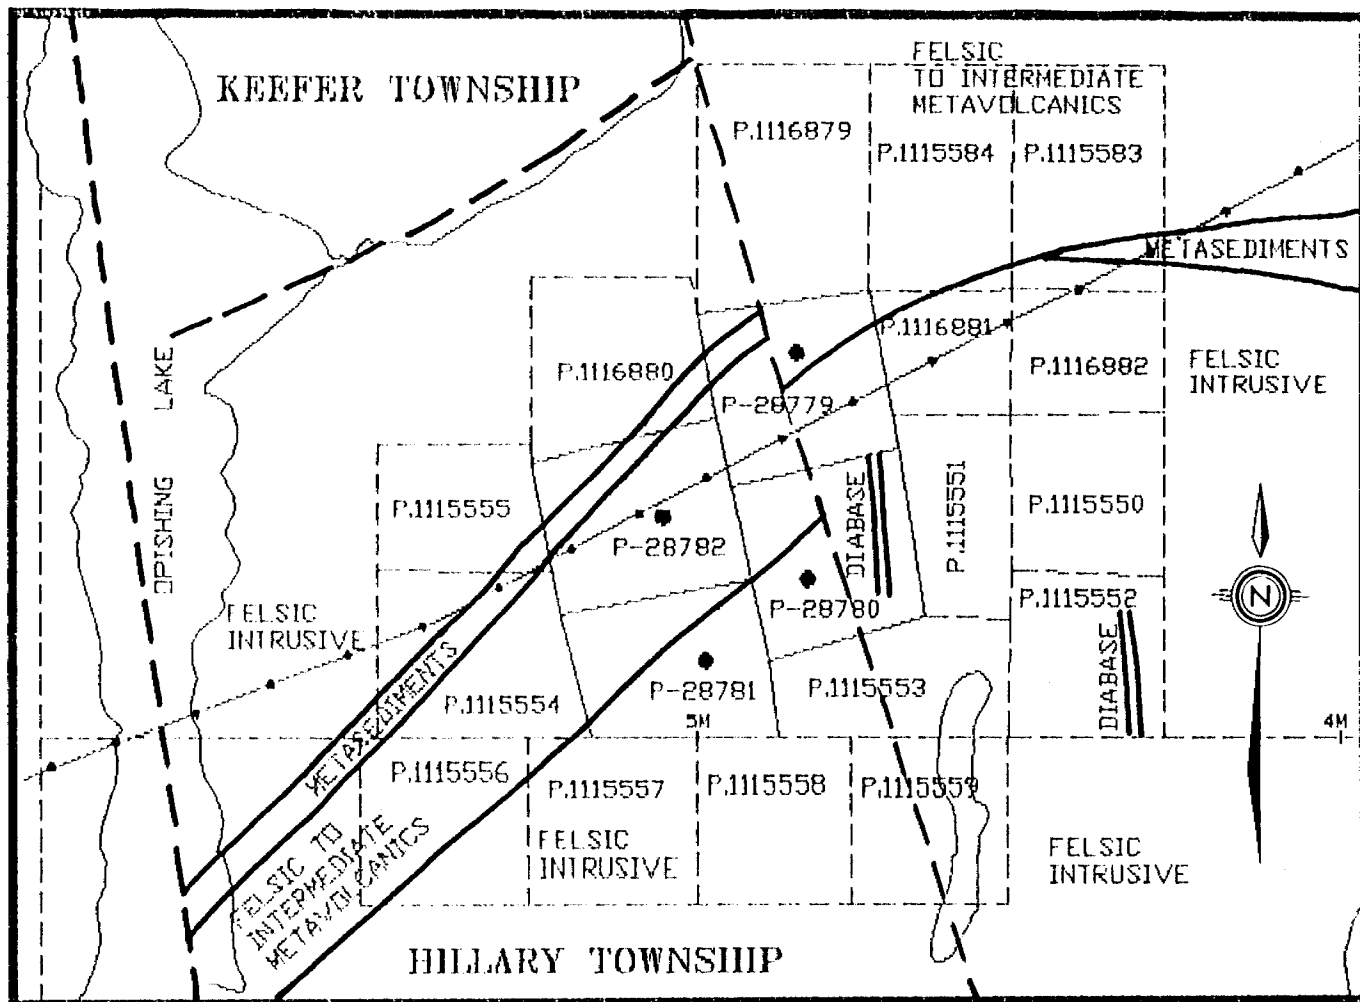 FELSIC
TO INTERMEDIATE
METAVOLCANICS
KEEFER TOWNSHIP
P.1116879
P.1115584
P.1115583
METASEDIMENTS
P.1116881
P.1116880
P.1116882
FELSIC
INTRUSIVE
P-28779
OPISHING LAKE
P.1115555
P-28782
DIABASE
P.1115551
P.1115550
P-28780
P.1115552
N
FELSIC
INTRUSIVE
METASEDIMENTS
P.1115554
P-28781
P.1115553
DIABASE
5M
4M
P.1115556
P.1115557
P.1115558
P.1115559
FELSIC TO
INTERMEDIATE
METAVOLCANICS
FELSIC
INTRUSIVE
FELSIC
INTRUSIVE
HILLARY TOWNSHIP